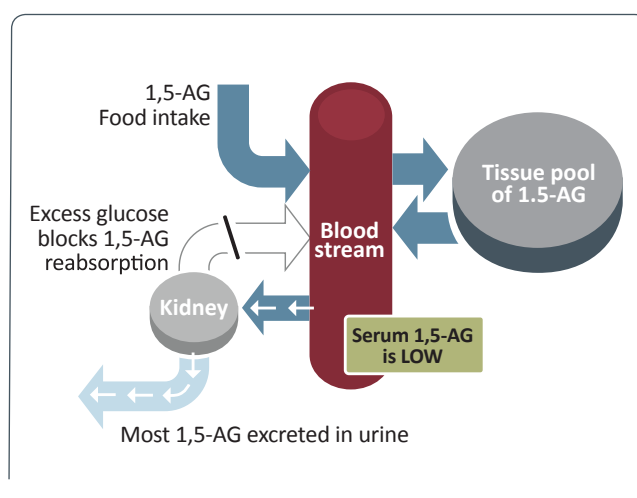 1,5-AG
Food intake
Tissue pool
of 1.5-AG
Excess glucose
blocks 1,5-AG
reabsorption
Blood
stream
Kidney
Serum 1,5-AG
is LOW
Most 1,5-AG excreted in urine